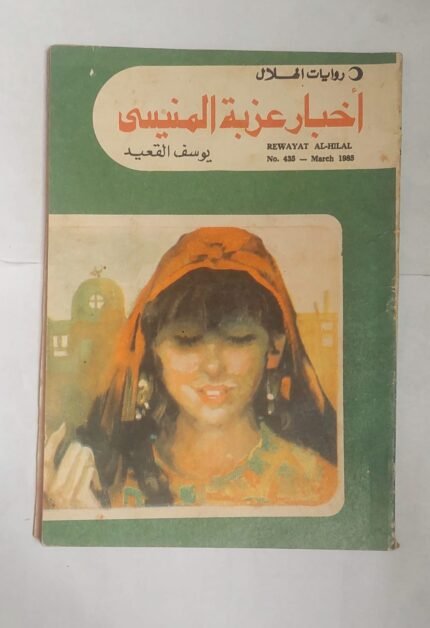 روايات الهلال
أخبار عزبة المنيسى
REWAYAT AL-HILAL
No. 435 — March 1985
يوسف القعيد